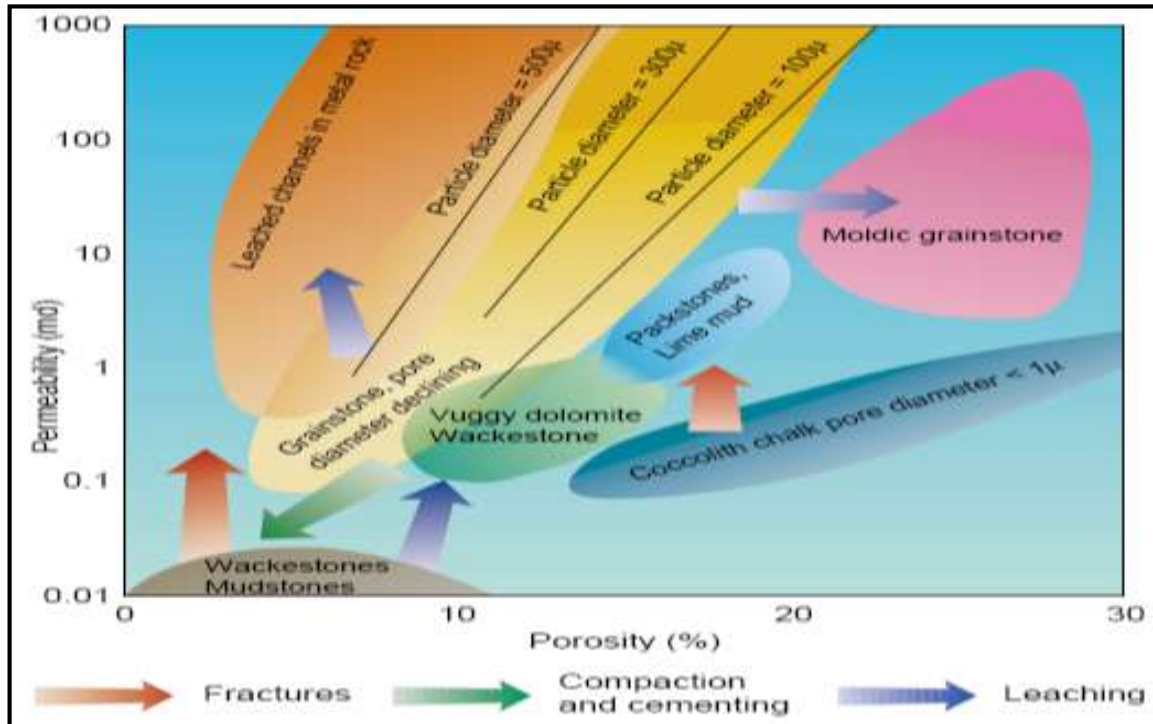 1000
100
10
1
0.1
0.01
Permeability (md)
Leached channels in metal rock
Particle diameter = 500μ
Particle diameter = 300μ
Particle diameter = 100μ
Moldic grainstone
Packstones,
Lime mud
Grainstone, pore
diameter declining
Vuggy dolomite
Wackestone
Coccolith chalk pore diameter < 1μ
Wackestones
Mudstones
0
10
20
30
Porosity (%)
Fractures
Compaction
and cementing
Leaching